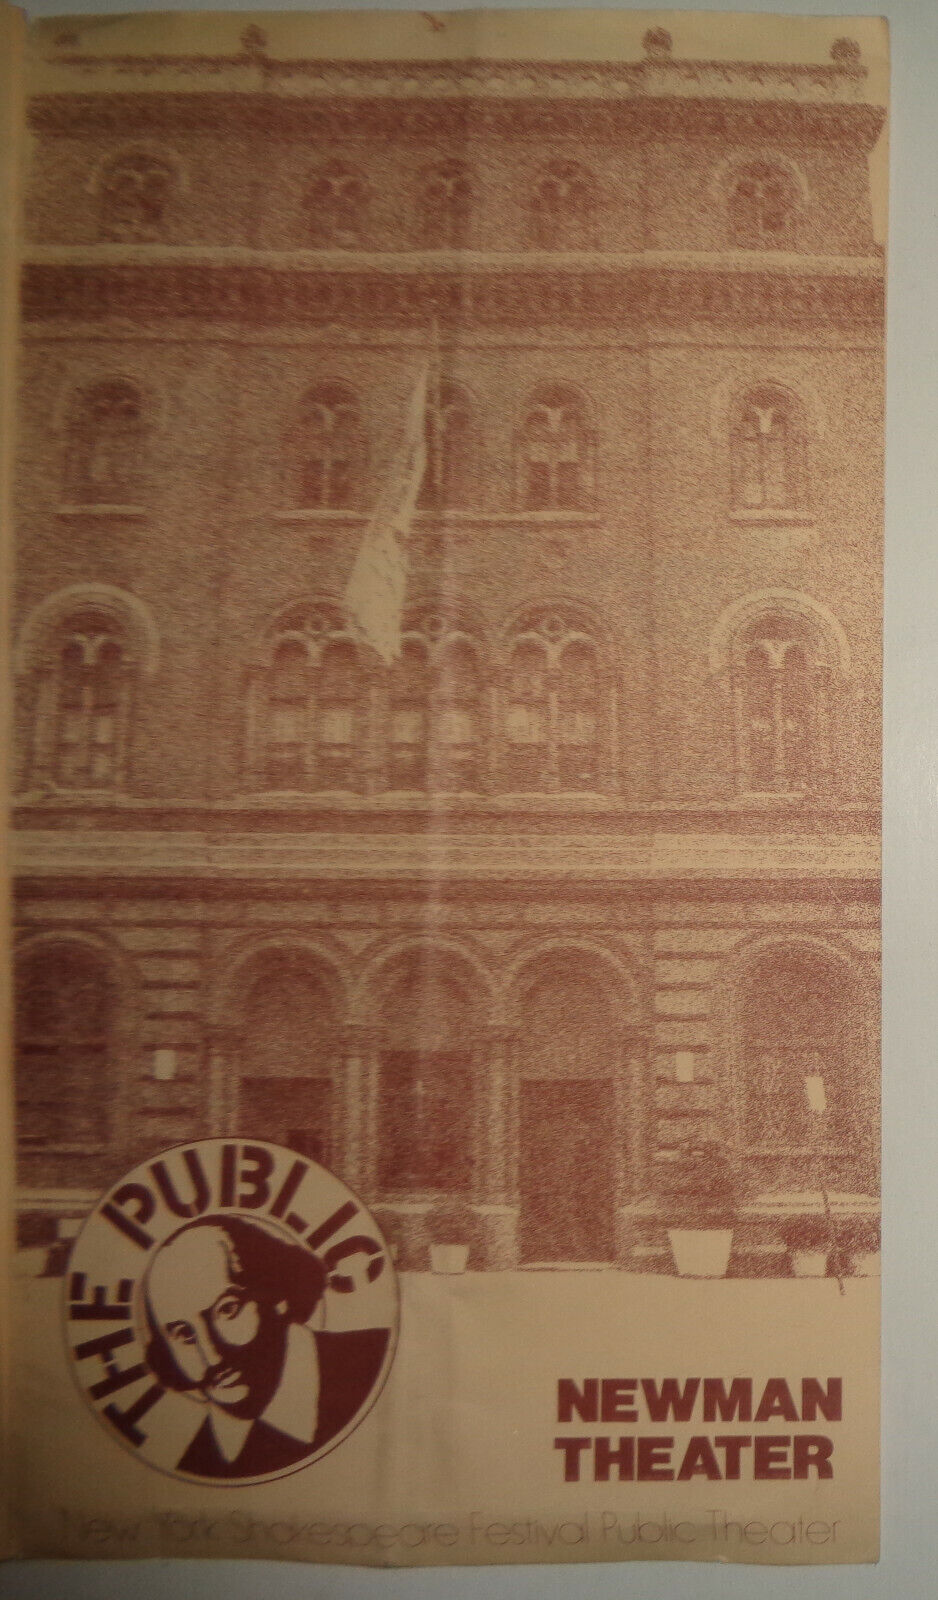 THE PUBLIC
NEWMAN
THEATER
New York Shakespeare Festival Public Theater